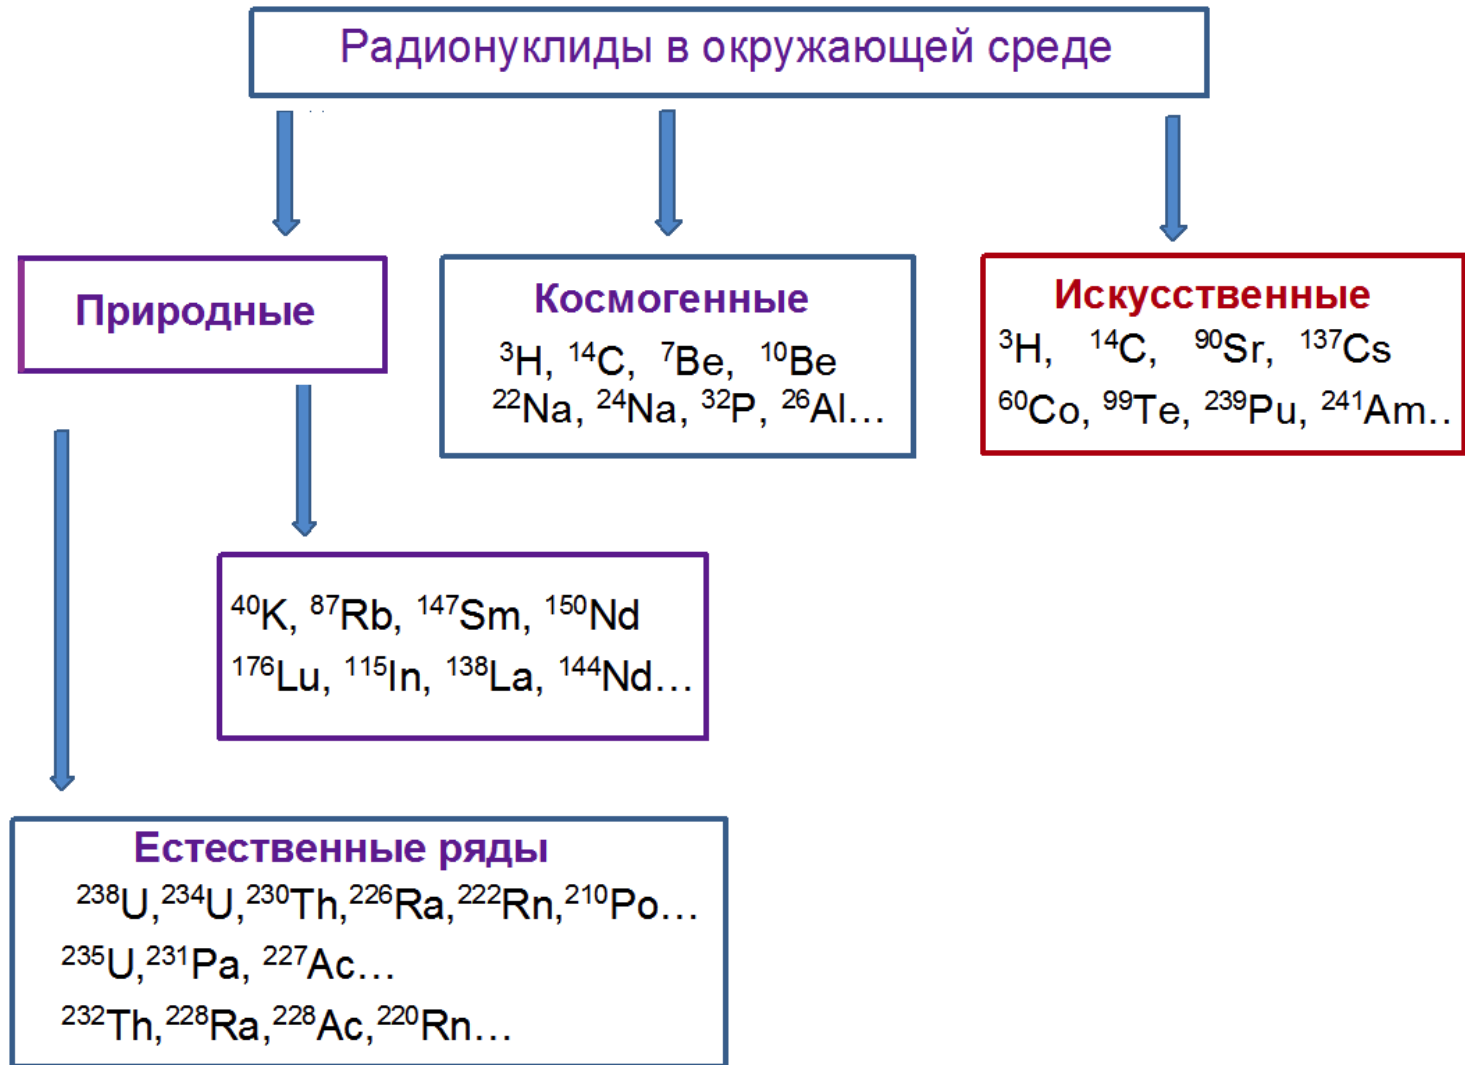 Радионуклиды в окружающей среде
Природные
Космогенные
³H, ¹⁴C, ⁷Be, ¹⁰Be
²²Na, ²⁴Na, ³²P, ²⁶Al...
Искусственные
³H, ¹⁴C, ⁹⁰Sr, ¹³⁷Cs
⁶⁰Co, ⁹⁹Te, ²³⁹Pu, ²⁴¹Am..
⁴⁰K, ⁸⁷Rb, ¹⁴⁷Sm, ¹⁵⁰Nd
¹⁷⁶Lu, ¹¹⁵In, ¹³⁸La, ¹⁴⁴Nd...
Естественные ряды
²³⁸U,²³⁴U,²³⁰Th,²²⁶Ra,²²²Rn,²¹⁰Po...
²³⁵U,²³¹Pa, ²²⁷Ac...
²³²Th,²²⁸Ra,²²⁸Ac,²²⁰Rn...